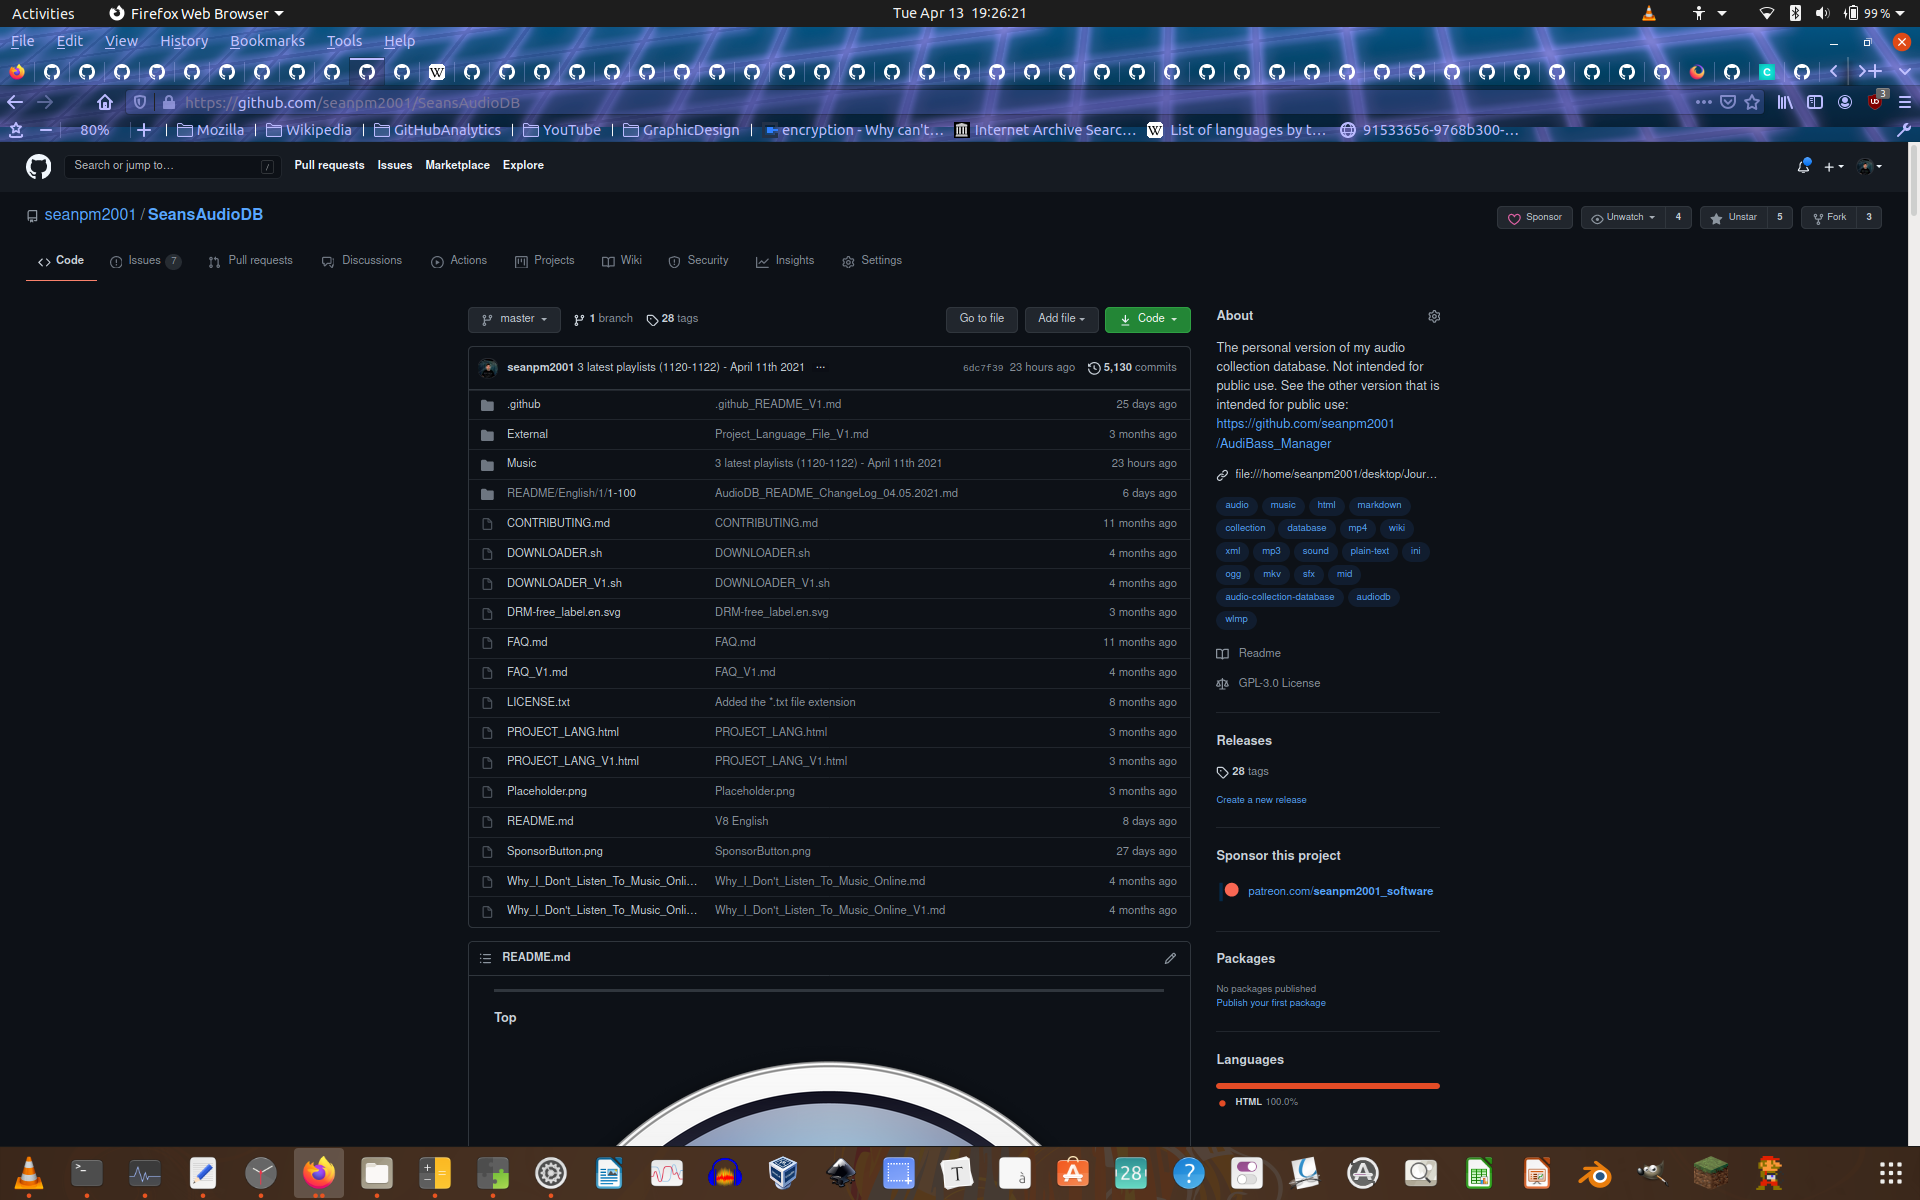 Activities Firefox Web Browser Tue Apr 13 19:26:21 99 %
File Edit View History Bookmarks Tools Help
https://github.com/seanpm2001/SeansAudioDB 3
80% Mozilla Wikipedia GitHubAnalytics YouTube GraphicDesign encryption - Why can't… Internet Archive Searc… List of languages by t… 91533656-9768b300-…
Search or jump to… / Pull requests Issues Marketplace Explore
seanpm2001 / SeansAudioDB Sponsor Unwatch 4 Unstar 5 Fork 3
Code Issues 7 Pull requests Discussions Actions Projects Wiki Security Insights Settings
master 1 branch 28 tags Go to file Add file Code
seanpm2001 3 latest playlists (1120-1122) - April 11th 2021 ... 6dc7f39 23 hours ago 5,130 commits
.github .github_README_V1.md 25 days ago
External Project_Language_File_V1.md 3 months ago
Music 3 latest playlists (1120-1122) - April 11th 2021 23 hours ago
README/English/1/1-100 AudioDB_README_ChangeLog_04.05.2021.md 6 days ago
CONTRIBUTING.md CONTRIBUTING.md 11 months ago
DOWNLOADER.sh DOWNLOADER.sh 4 months ago
DOWNLOADER_V1.sh DOWNLOADER_V1.sh 4 months ago
DRM-free_label.en.svg DRM-free_label.en.svg 3 months ago
FAQ.md FAQ.md 11 months ago
FAQ_V1.md FAQ_V1.md 4 months ago
LICENSE.txt Added the *.txt file extension 8 months ago
PROJECT_LANG.html PROJECT_LANG.html 3 months ago
PROJECT_LANG_V1.html PROJECT_LANG_V1.html 3 months ago
Placeholder.png Placeholder.png 3 months ago
README.md V8 English 8 days ago
SponsorButton.png SponsorButton.png 27 days ago
Why_I_Don't_Listen_To_Music_Onli… Why_I_Don't_Listen_To_Music_Online.md 4 months ago
Why_I_Don't_Listen_To_Music_Onli… Why_I_Don't_Listen_To_Music_Online_V1.md 4 months ago
README.md
Top
About
The personal version of my audio
collection database. Not intended for
public use. See the other version that is
intended for public use:
https://github.com/seanpm2001
/AudiBass_Manager
file:///home/seanpm2001/desktop/Jour…
audio music html markdown
collection database mp4 wiki
xml mp3 sound plain-text ini
ogg mkv sfx mid
audio-collection-database audiodb
wlmp
Readme
GPL-3.0 License
Releases
28 tags
Create a new release
Sponsor this project
patreon.com/seanpm2001_software
Packages
No packages published
Publish your first package
Languages
HTML 100.0%